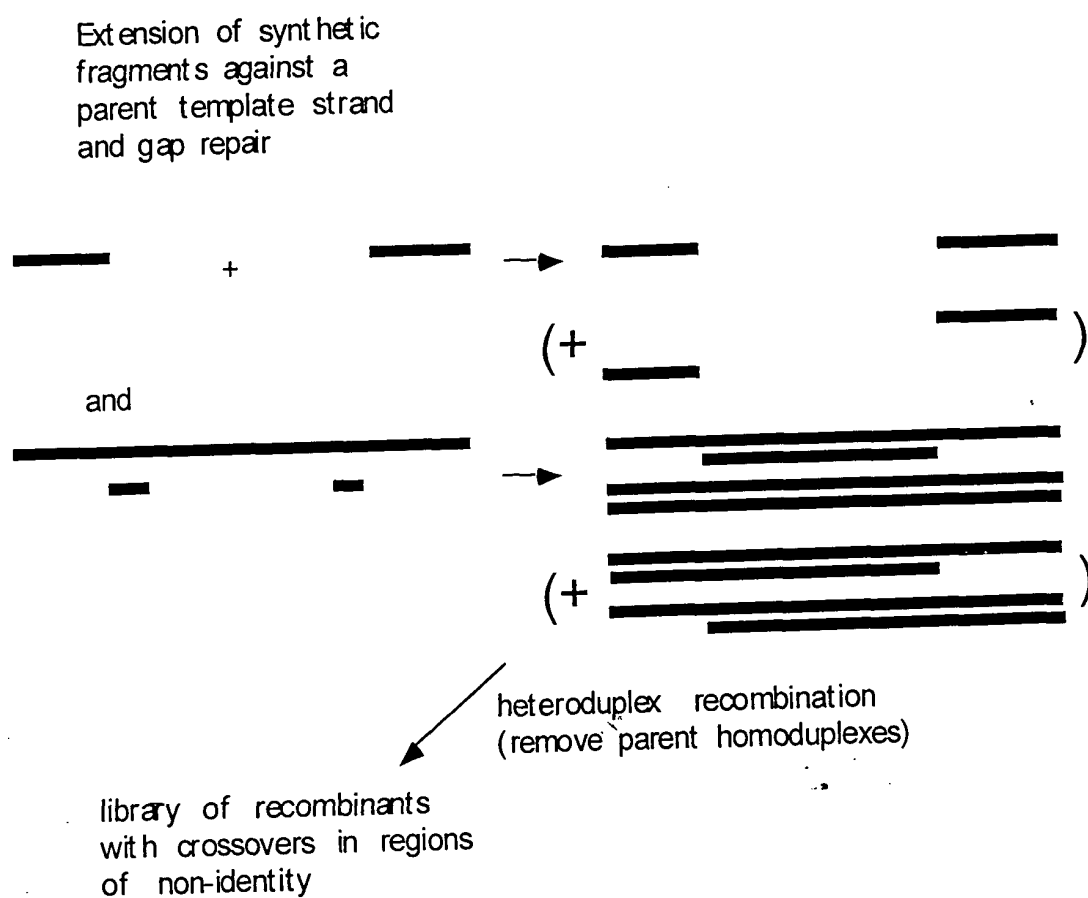 Extension of synthetic
fragments against a
parent template strand
and gap repair
+
(+
)
and
(+
)
heteroduplex recombination
(remove parent homoduplexes)
library of recombinants
with crossovers in regions
of non-identity